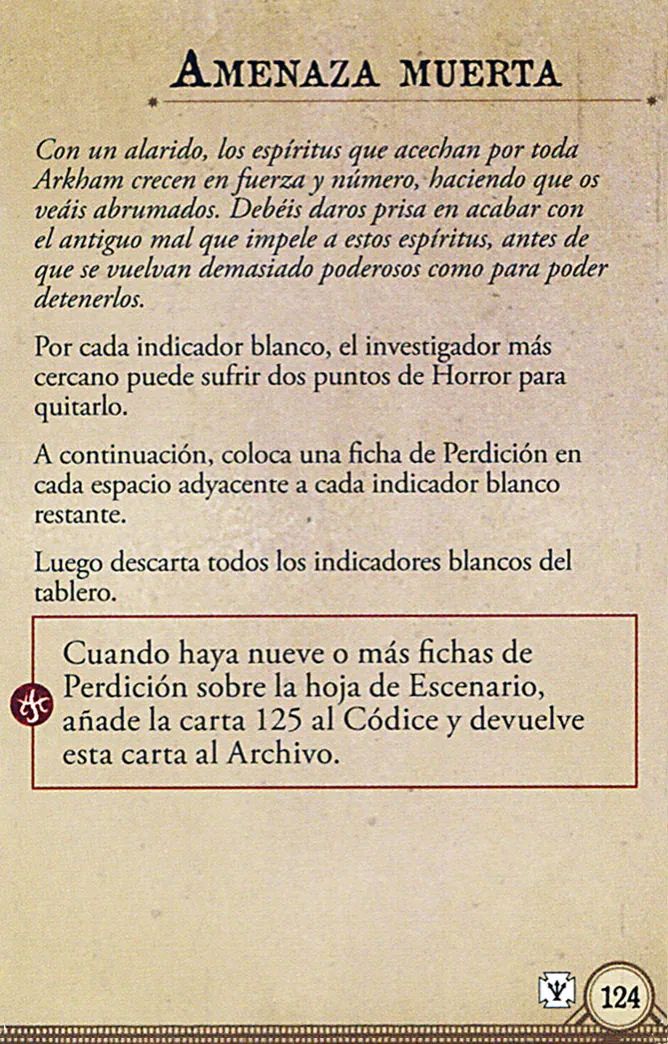 Amenaza muerta
Con un alarido, los espíritus que acechan por toda
Arkham crecen en fuerza y número, haciendo que os
veáis abrumados. Debéis daros prisa en acabar con
el antiguo mal que impele a estos espíritus, antes de
que se vuelvan demasiado poderosos como para poder
detenerlos.
Por cada indicador blanco, el investigador más
cercano puede sufrir dos puntos de Horror para
quitarlo.
A continuación, coloca una ficha de Perdición en
cada espacio adyacente a cada indicador blanco
restante.
Luego descarta todos los indicadores blancos del
tablero.
Cuando haya nueve o más fichas de
Perdición sobre la hoja de Escenario,
añade la carta 125 al Códice y devuelve
esta carta al Archivo.
124